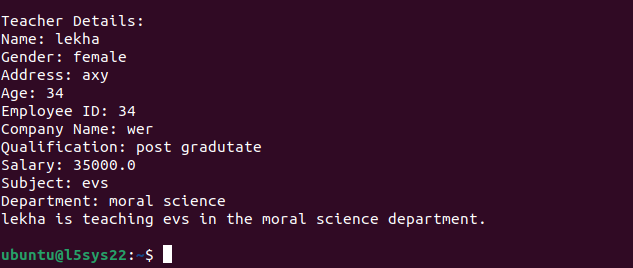 Teacher Details:
Name: lekha
Gender: female
Address: axy
Age: 34
Employee ID: 34
Company Name: wer
Qualification: post gradutate
Salary: 35000.0
Subject: evs
Department: moral science
lekha is teaching evs in the moral science department.
ubuntu@l5sys22:~$